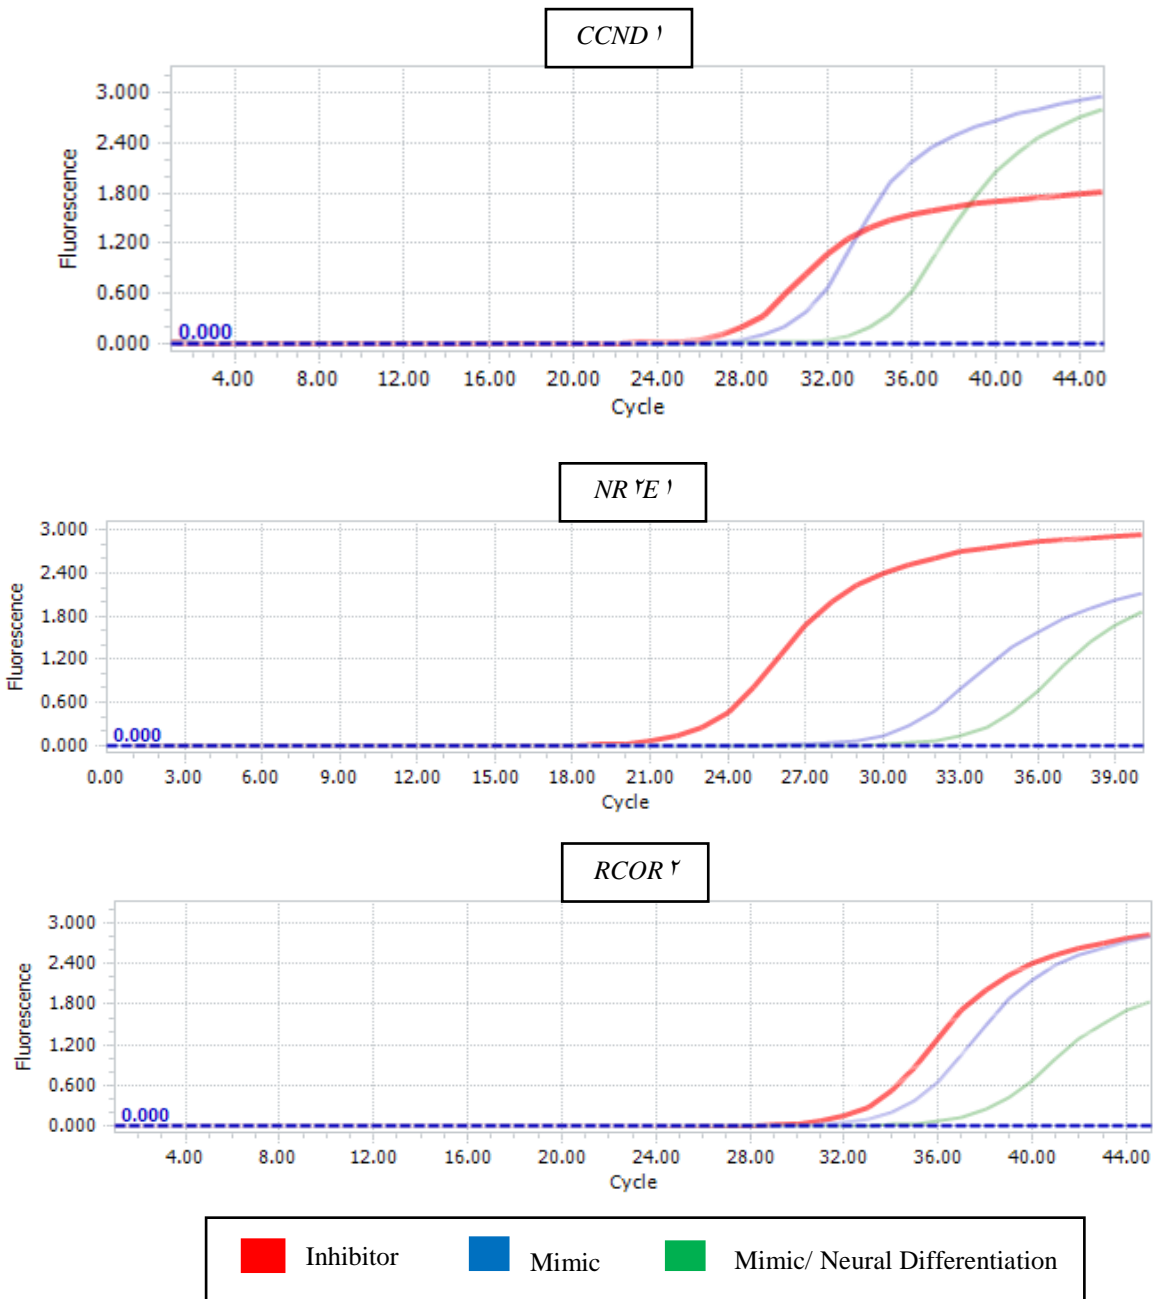 CCND ۱
3.000
2.400
1.800
1.200
0.600
0.000
Fluorescence
0.000
4.00 8.00 12.00 16.00 20.00 24.00 28.00 32.00 36.00 40.00 44.00
Cycle
NR ۲E ۱
3.000
2.400
1.800
1.200
0.600
0.000
Fluorescence
0.000
0.00 3.00 6.00 9.00 12.00 15.00 18.00 21.00 24.00 27.00 30.00 33.00 36.00 39.00
Cycle
RCOR ۲
3.000
2.400
1.800
1.200
0.600
0.000
Fluorescence
0.000
4.00 8.00 12.00 16.00 20.00 24.00 28.00 32.00 36.00 40.00 44.00
Cycle
Inhibitor Mimic Mimic/ Neural Differentiation